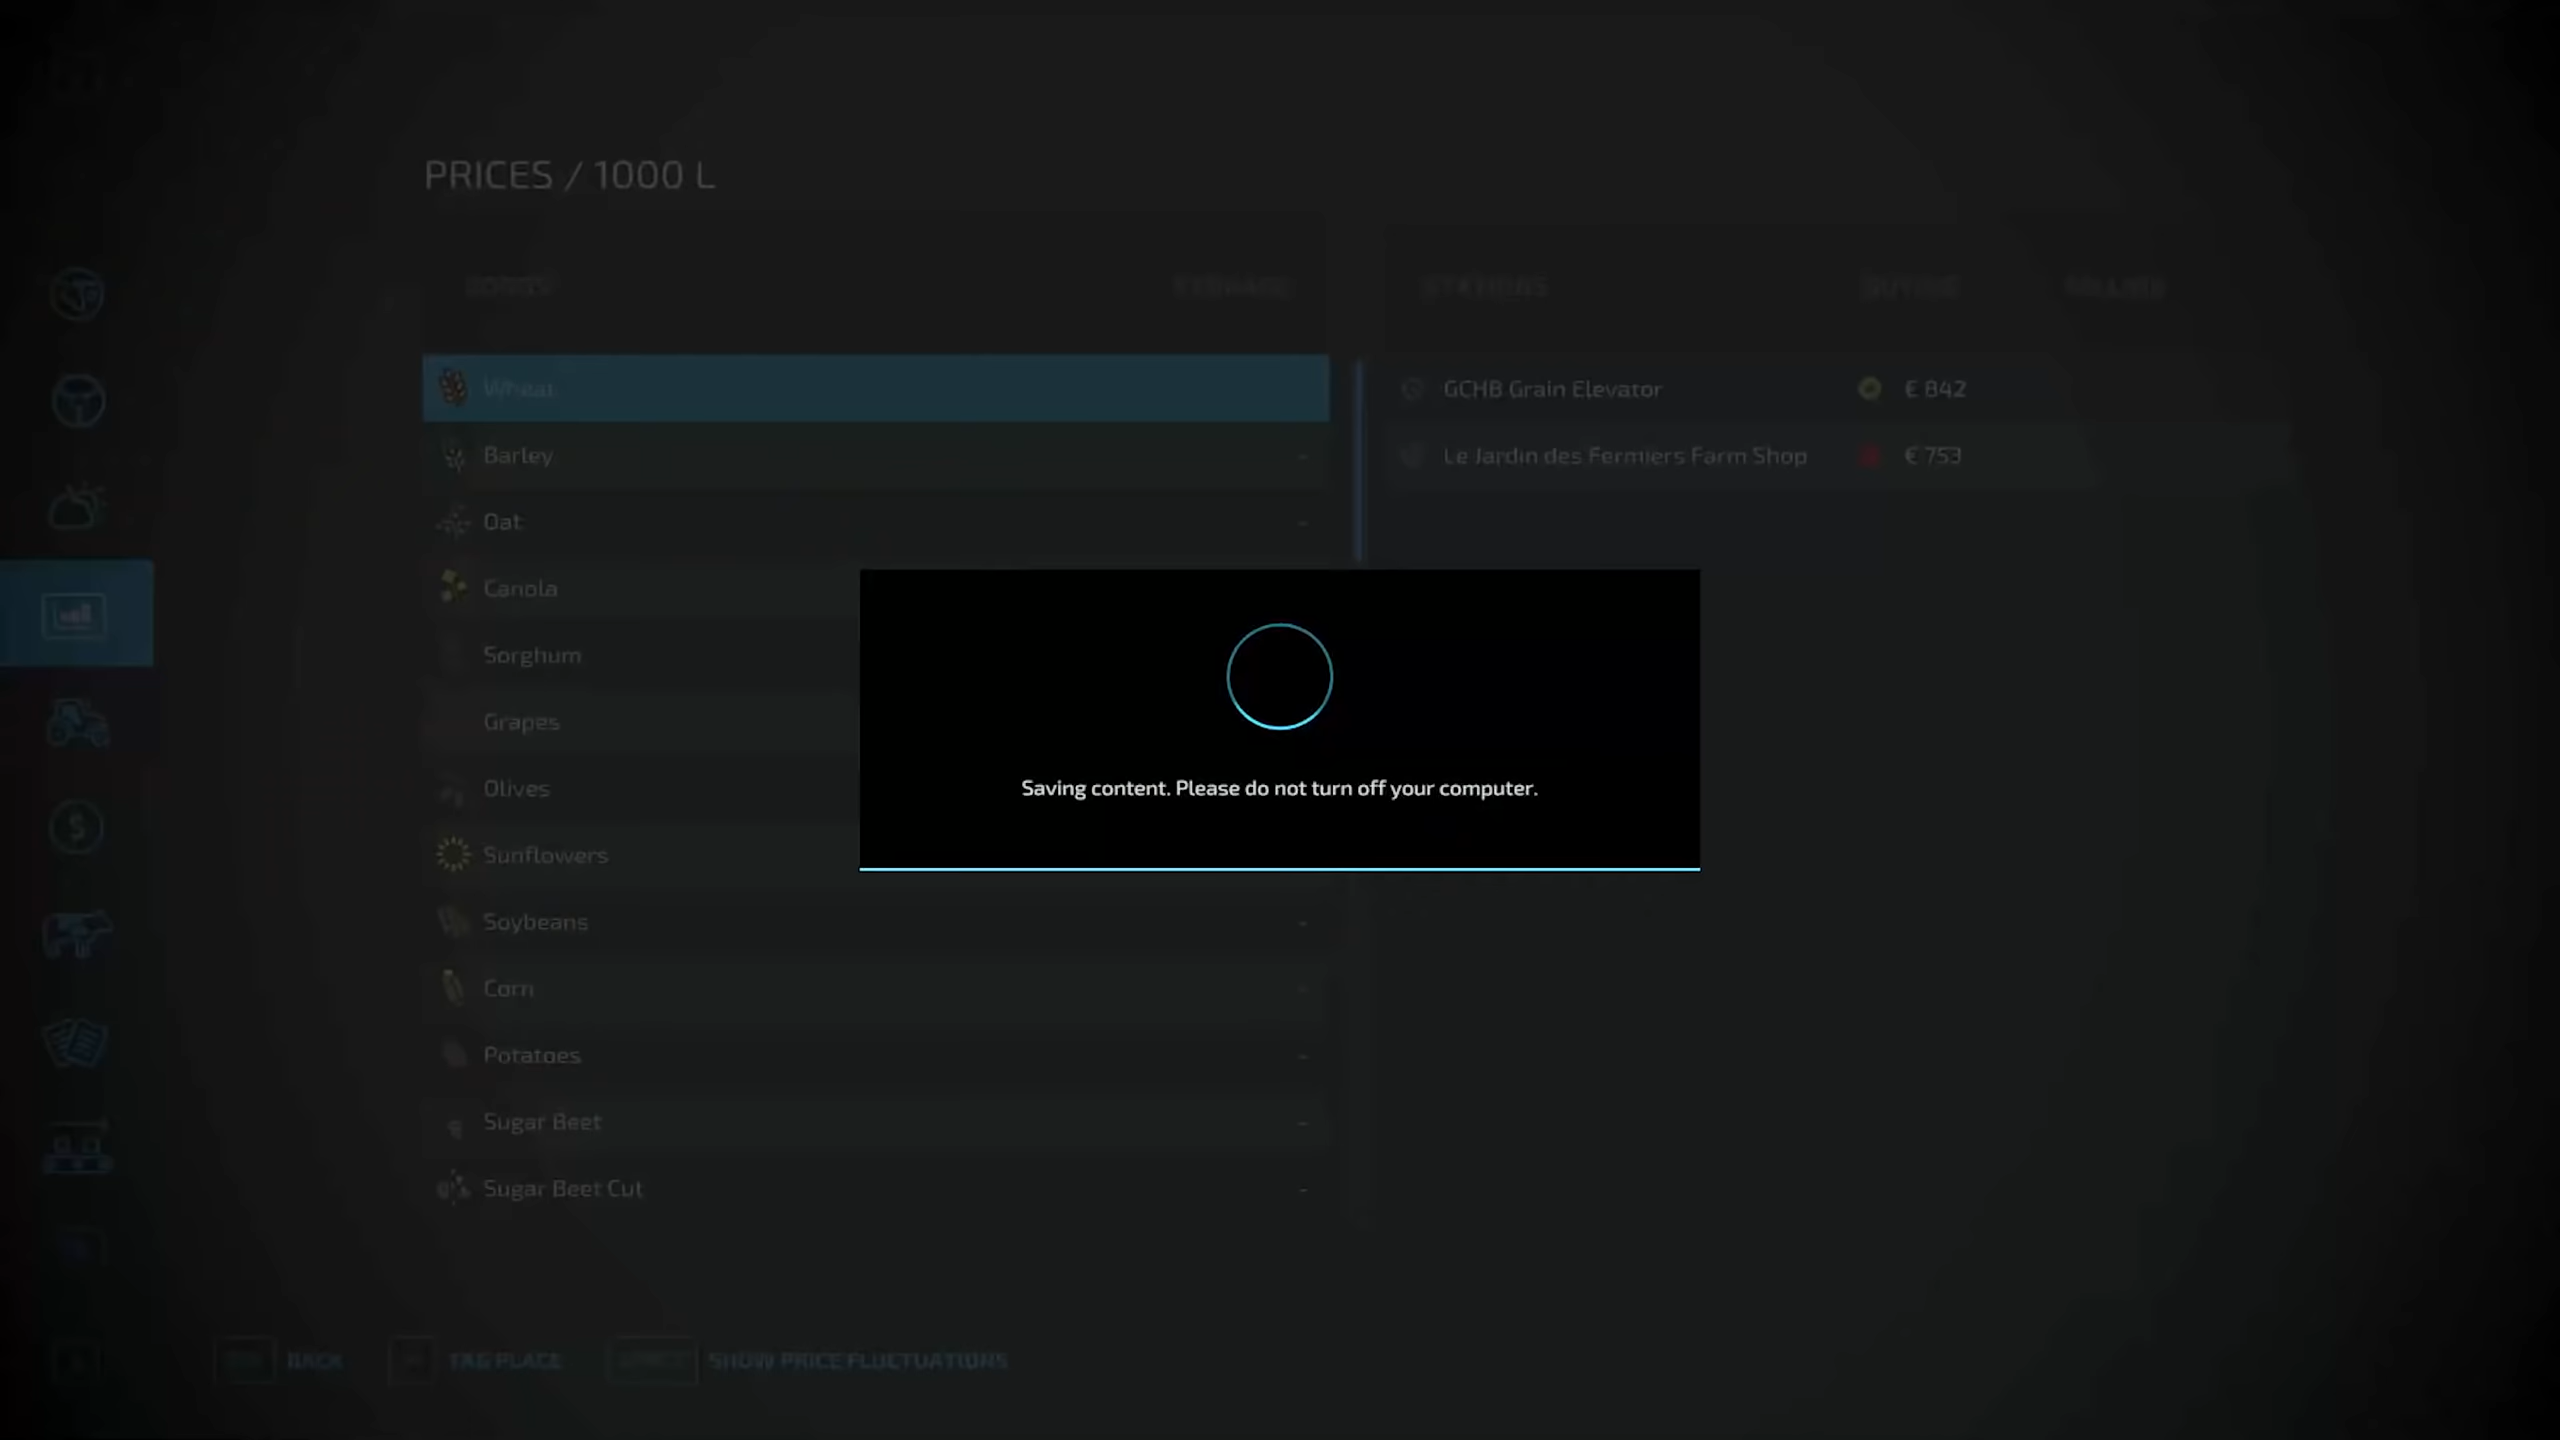 PRICES / 1000 L
Wheat
GCHB Grain Elevator € 842
Barley -
Le Jardin des Fermiers Farm Shop € 753
Oat -
Canola
Sorghum
Grapes
Olives
Sunflowers
Saving content. Please do not turn off your computer.
Soybeans -
Corn -
Potatoes -
Sugar Beet -
Sugar Beet Cut -
BACK
TAG PLACE
SHOW PRICE FLUCTUATIONS